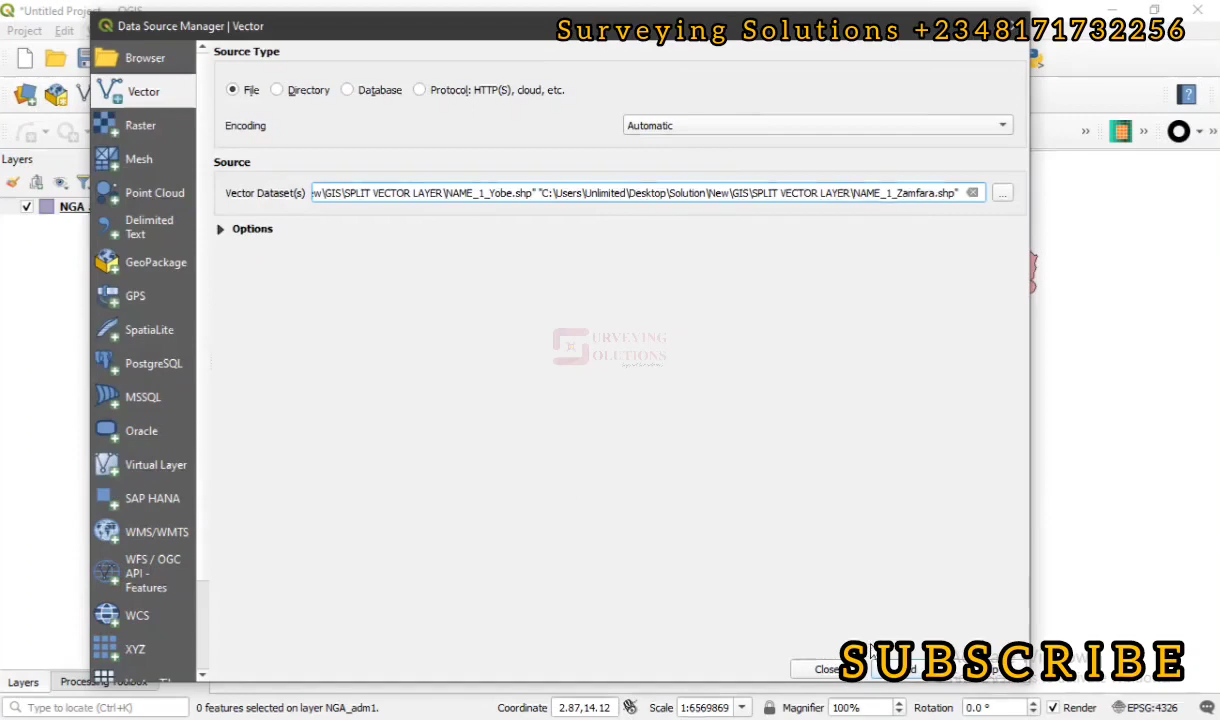 *Untitled Project — QGIS
Data Source Manager | Vector
Surveying Solutions +2348171732256
Project Edit
Browser
Vector
Raster
Mesh
Point Cloud
Delimited
Text
GeoPackage
GPS
SpatiaLite
PostgreSQL
MSSQL
Oracle
Virtual Layer
SAP HANA
WMS/WMTS
WFS / OGC
API -
Features
WCS
XYZ
Source Type
File Directory Database Protocol: HTTP(S), cloud, etc.
Encoding Automatic
Source
Vector Dataset(s) ew\GIS\SPLIT VECTOR LAYER\NAME_1_Yobe.shp" "C:\Users\Unlimited\Desktop\Solution\New\GIS\SPLIT VECTOR LAYER\NAME_1_Zamfara.shp" ...
Options
Layers
NGA
URVEYING
OLUTIONS
Close
SUBSCRIBE
Layers Processing Toolbox
Type to locate (Ctrl+K) 0 features selected on layer NGA_adm1. Coordinate 2.87,14.12 Scale 1:6569869 Magnifier 100% Rotation 0.0 ° Render EPSG:4326